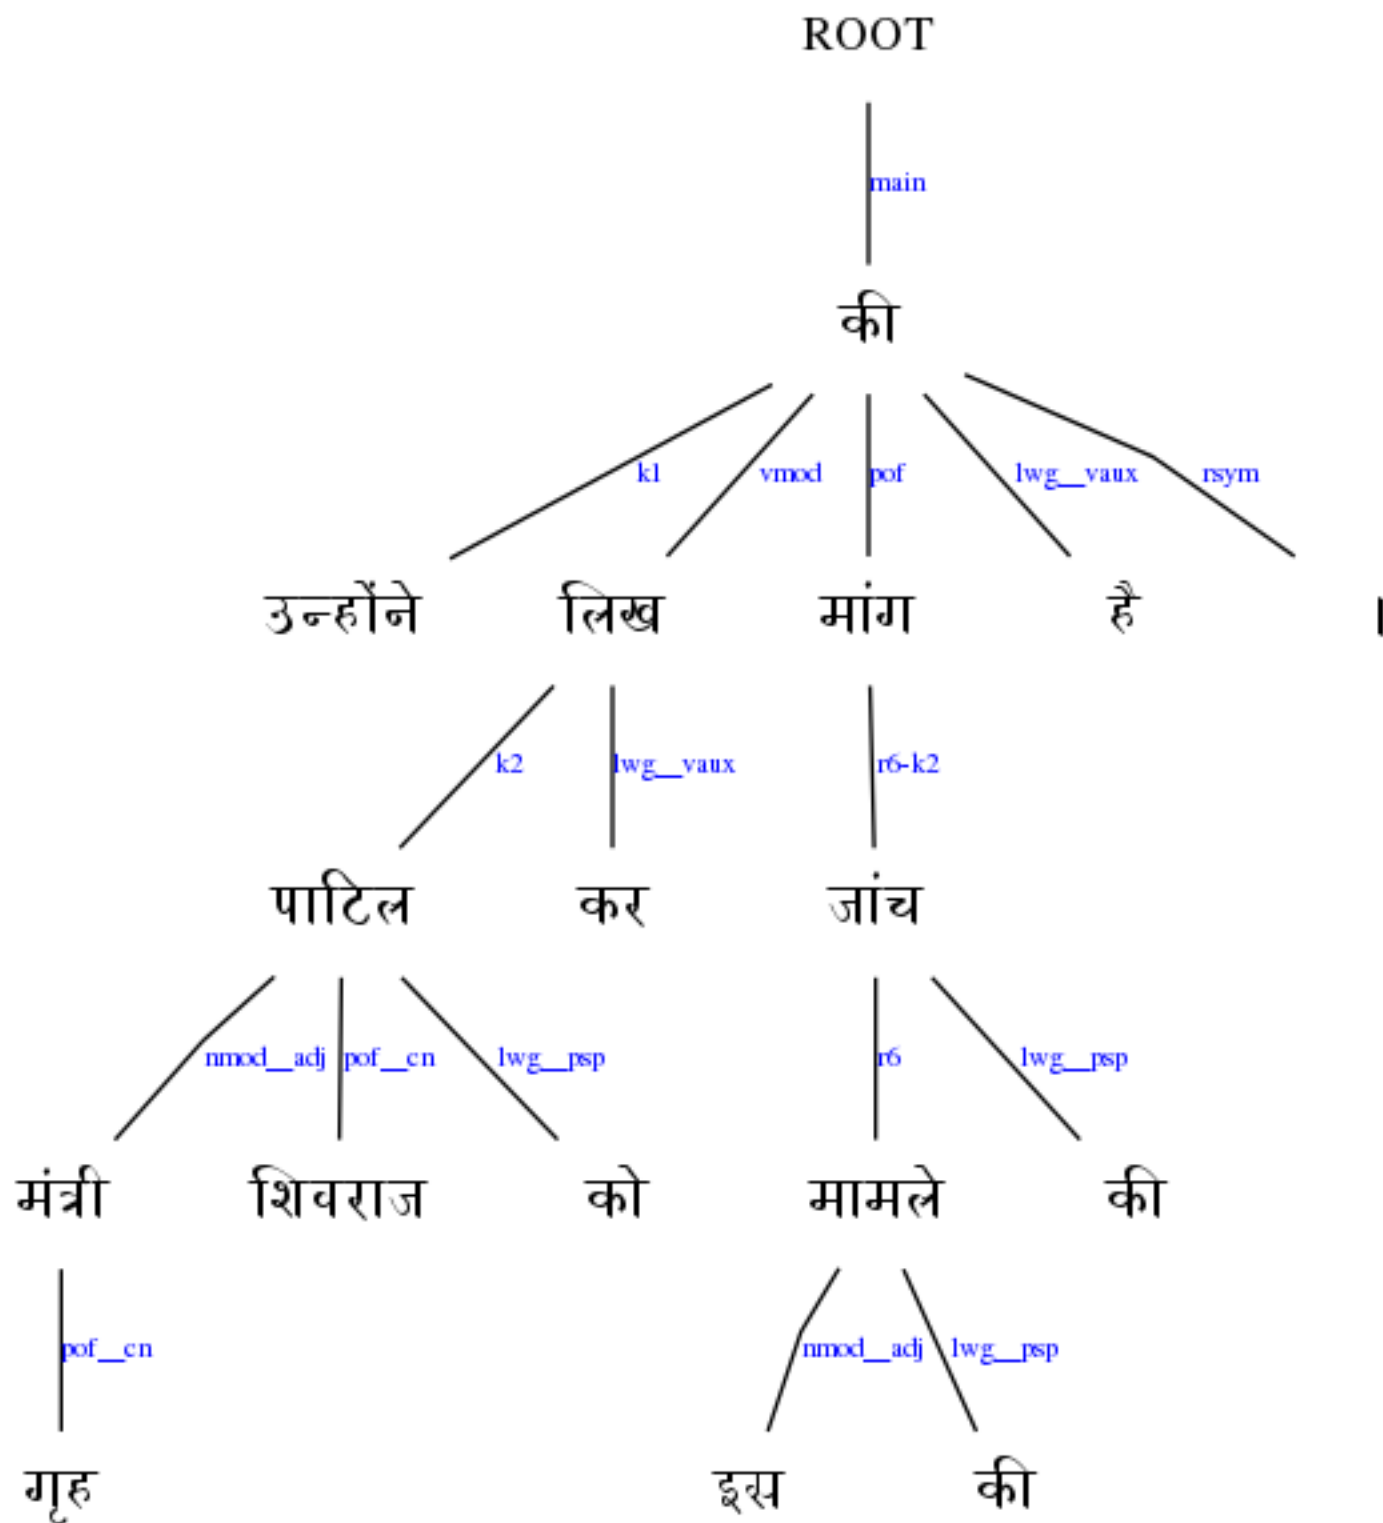 ROOT
main
की
k1 vmod pof lwg__vaux rsym
उन्होंने लिख मांग है ।
k2 lwg__vaux r6-k2
पाटिल कर जांच
nmod__adj pof__cn lwg__psp r6 lwg__psp
मंत्री शिवराज को मामले की
pof__cn nmod__adj lwg__psp
गृह इस की